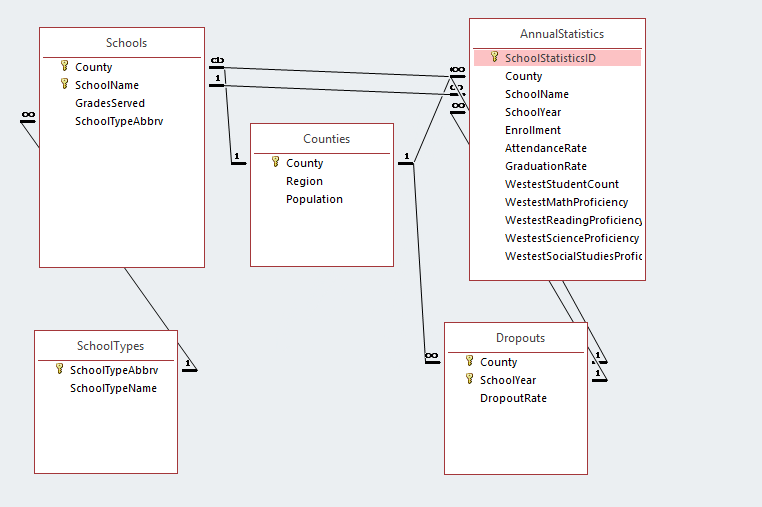 Schools
County
SchoolName
GradesServed
SchoolTypeAbbrv
Counties
County
Region
Population
AnnualStatistics
SchoolStatisticsID
County
SchoolName
SchoolYear
Enrollment
AttendanceRate
GraduationRate
WestestStudentCount
WestestMathProficiency
WestestReadingProficiency
WestestScienceProficiency
WestestSocialStudiesProfic
SchoolTypes
SchoolTypeAbbrv
SchoolTypeName
Dropouts
County
SchoolYear
DropoutRate
1
1
1
1
1
1
∞
∞
∞
∞